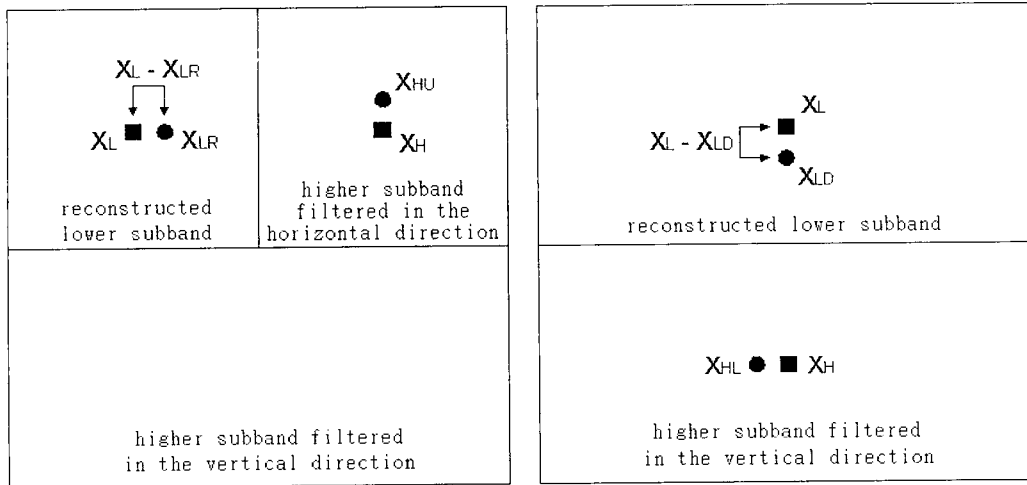 XL - XLR
XL
XLR
reconstructed
lower subband
XHU
XH
higher subband
filtered in the
horizontal direction
higher subband filtered
in the vertical direction
XL
XL - XLD
XLD
reconstructed lower subband
XHL
XH
higher subband filtered
in the vertical direction